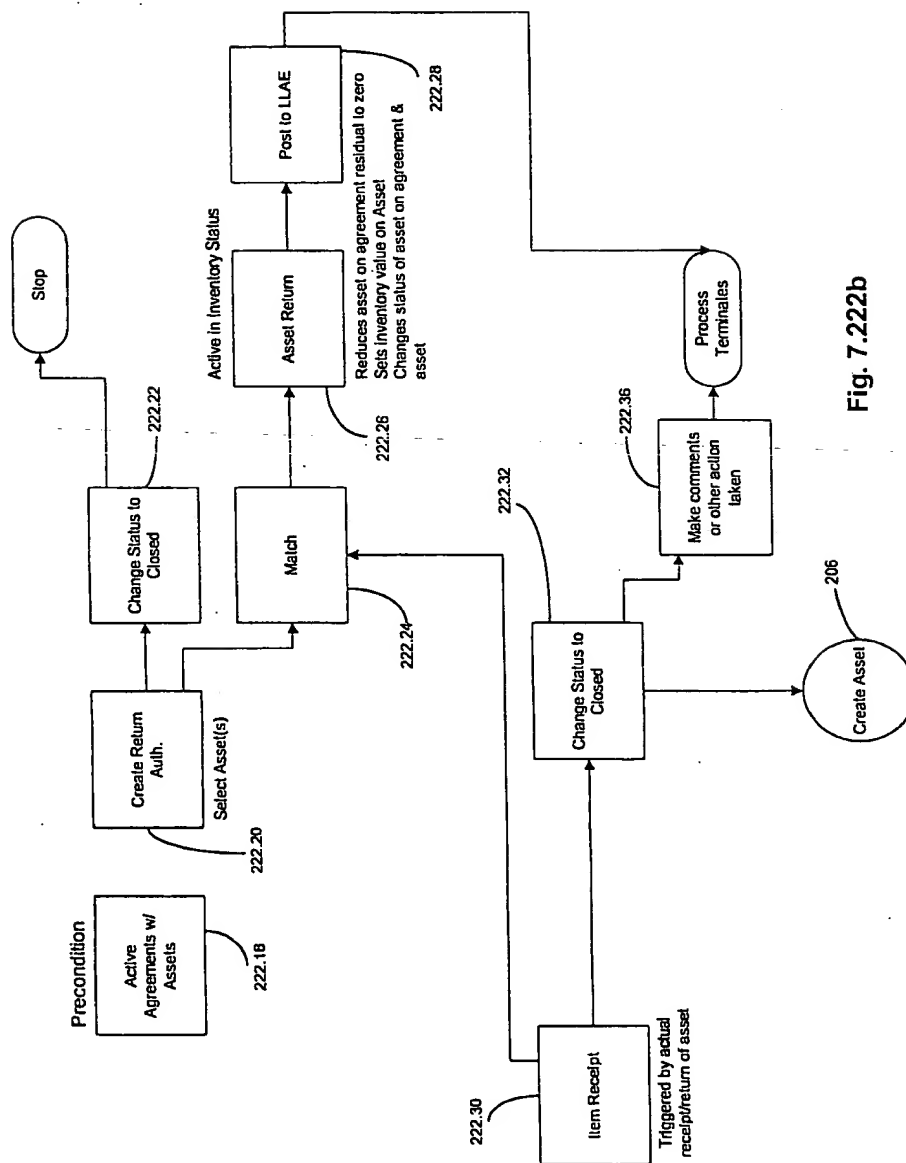 Precondition
Active
Agreements w/
Assets
222.18
Create Return
Auth.
Select Asset(s)
222.20
Change Status to
Closed
222.22
Stop
Match
222.24
Active in Inventory Status
Asset Return
222.26
Reduces asset on agreement residual to zero
Sets Inventory value on Asset
Changes status of asset on agreement &
asset
Post to LLAE
222.28
222.30
Item Receipt
Triggered by actual
receipt/return of asset
Change Status to
Closed
222.32
Create Asset
206
Make comments
or other action
taken
222.36
Process
Terminales
Fig. 7.222b